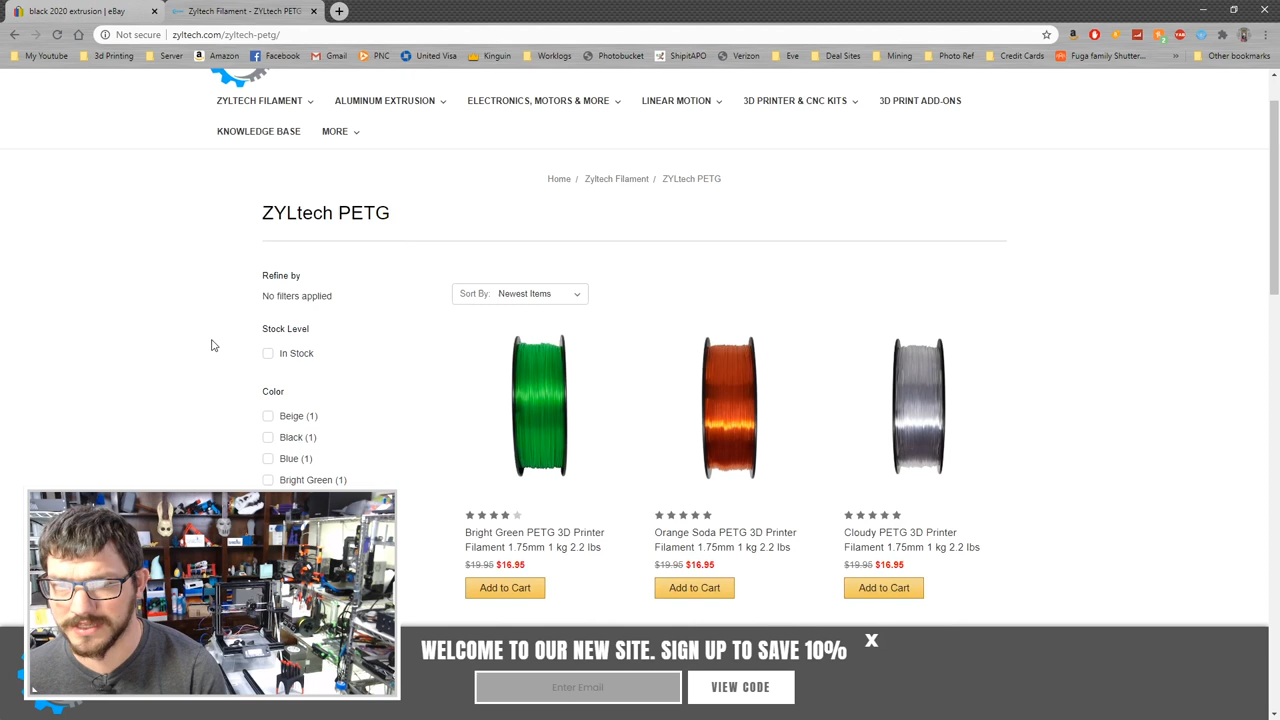 black 2020 extrusion | eBay
Zyltech Filament - ZYLtech PETG
Not secure
zyltech.com/zyltech-petg/
My Youtube
3d Printing
Server
Amazon
Facebook
Gmail
PNC
United Visa
Kinguin
Worklogs
Photobucket
ShipitAPO
Verizon
Eve
Deal Sites
Mining
Photo Ref
Credit Cards
Fuga family Shutter...
Other bookmarks
ZYLTECH FILAMENT
ALUMINUM EXTRUSION
ELECTRONICS, MOTORS & MORE
LINEAR MOTION
3D PRINTER & CNC KITS
3D PRINT ADD-ONS
KNOWLEDGE BASE
MORE
Home / Zyltech Filament / ZYLtech PETG
ZYLtech PETG
Refine by
No filters applied
Sort By: Newest Items
Stock Level
In Stock
Color
Beige (1)
Black (1)
Blue (1)
Bright Green (1)
Bright Green PETG 3D Printer
Filament 1.75mm 1 kg 2.2 lbs
$19.95 $16.95
Add to Cart
Orange Soda PETG 3D Printer
Filament 1.75mm 1 kg 2.2 lbs
$19.95 $16.95
Add to Cart
Cloudy PETG 3D Printer
Filament 1.75mm 1 kg 2.2 lbs
$19.95 $16.95
Add to Cart
WELCOME TO OUR NEW SITE. SIGN UP TO SAVE 10%
X
Enter Email
VIEW CODE